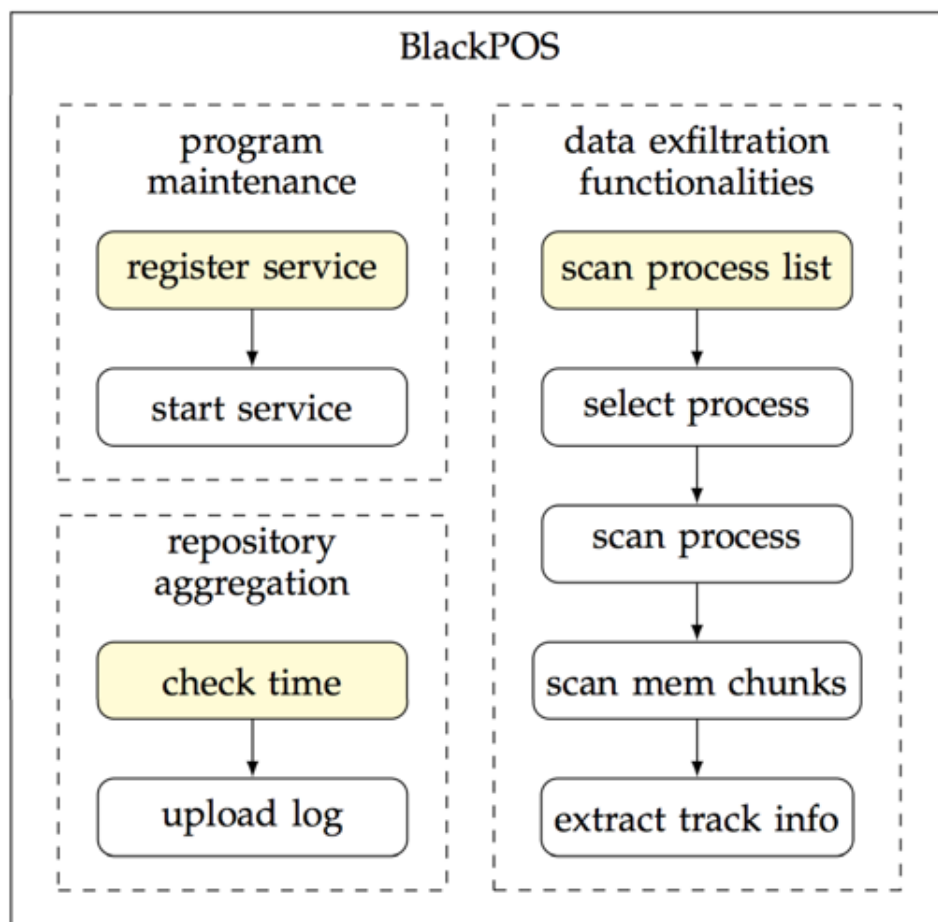 BlackPOS
program
maintenance
register service
start service
repository
aggregation
check time
upload log
data exfiltration
functionalities
scan process list
select process
scan process
scan mem chunks
extract track info